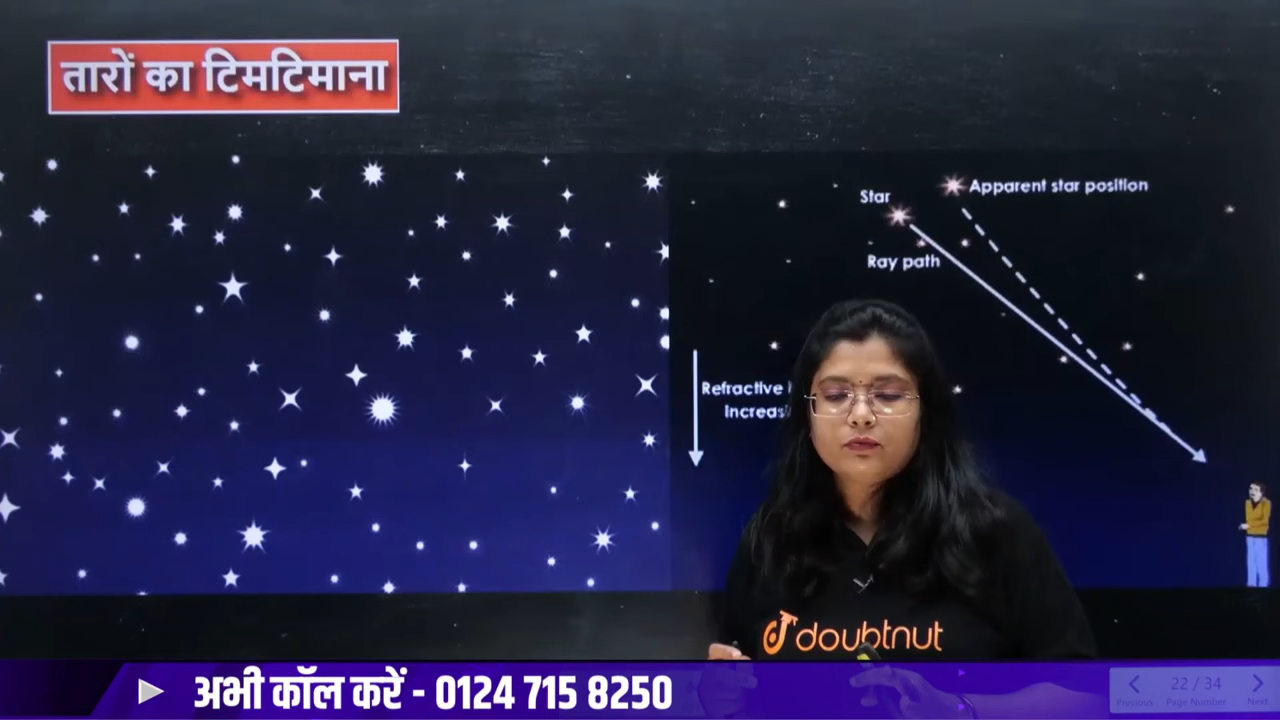 तारों का टिमटिमाना
Apparent star position
Star
Ray path
Refractive
doubtnut
अभी कॉल करें - 0124 715 8250
22 / 34
Previous Page Number Next